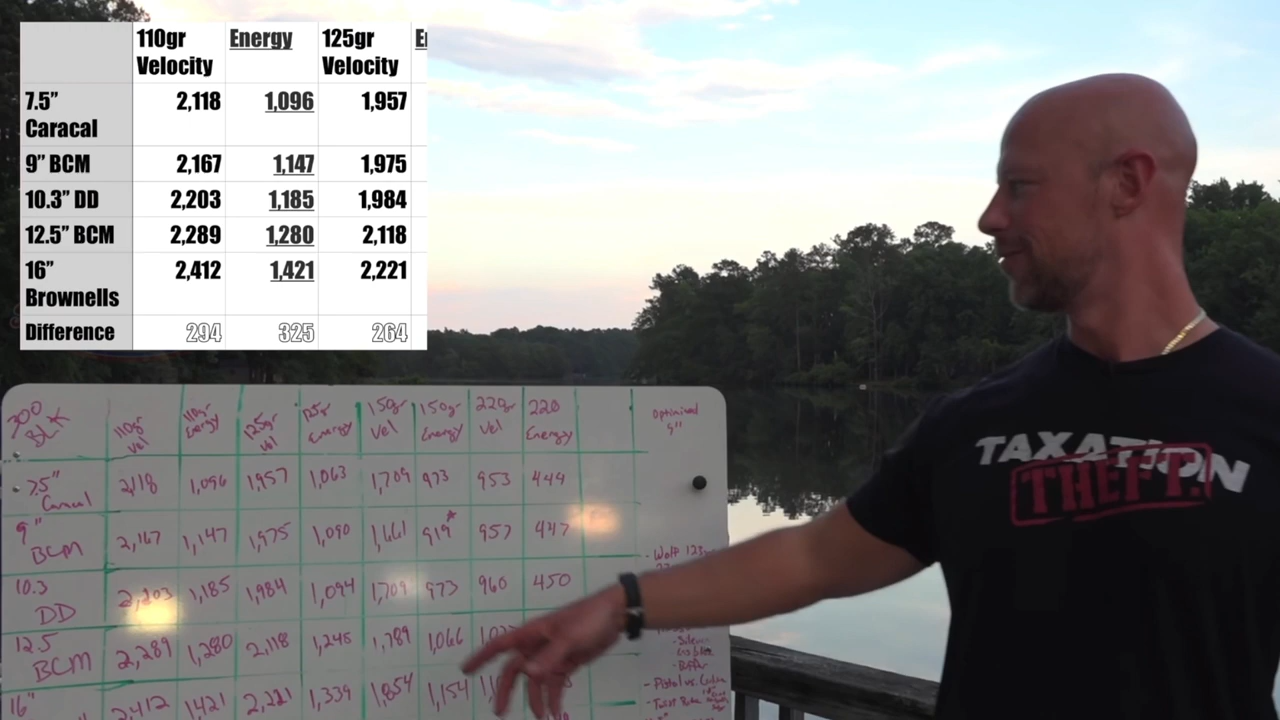 110gr Energy 125gr
Velocity Velocity
7.5” 2,118 1,096 1,957
Caracal
9” BCM 2,167 1,147 1,975
10.3” DD 2,203 1,185 1,984
12.5” BCM 2,289 1,280 2,118
16” 2,412 1,421 2,221
Brownells
Difference 294 325 264
300 110gr 110gr 125gr 125gr 150gr 150gr 220gr 220 Optimized
BLK Vel Energy Vel Energy Vel Energy Vel Energy 9"
7.5" 2,118 1,096 1,957 1,063 1,709 973 953 444
9" 2,167 1,147 1,975 1,090 1,661 919* 957 447
BCM
- Wolf
10.3 2,203 1,185 1,984 1,094 1,709 973 960 450
DD
12.5 2,289 1,280 2,118 1,245 1,789 1,066
BCM
- Buffer
- Pistol vs.
16" 2,412 1,421 2,221 1,339 1,854 1,154
- Twist Rate
TAXATION
THEFT.